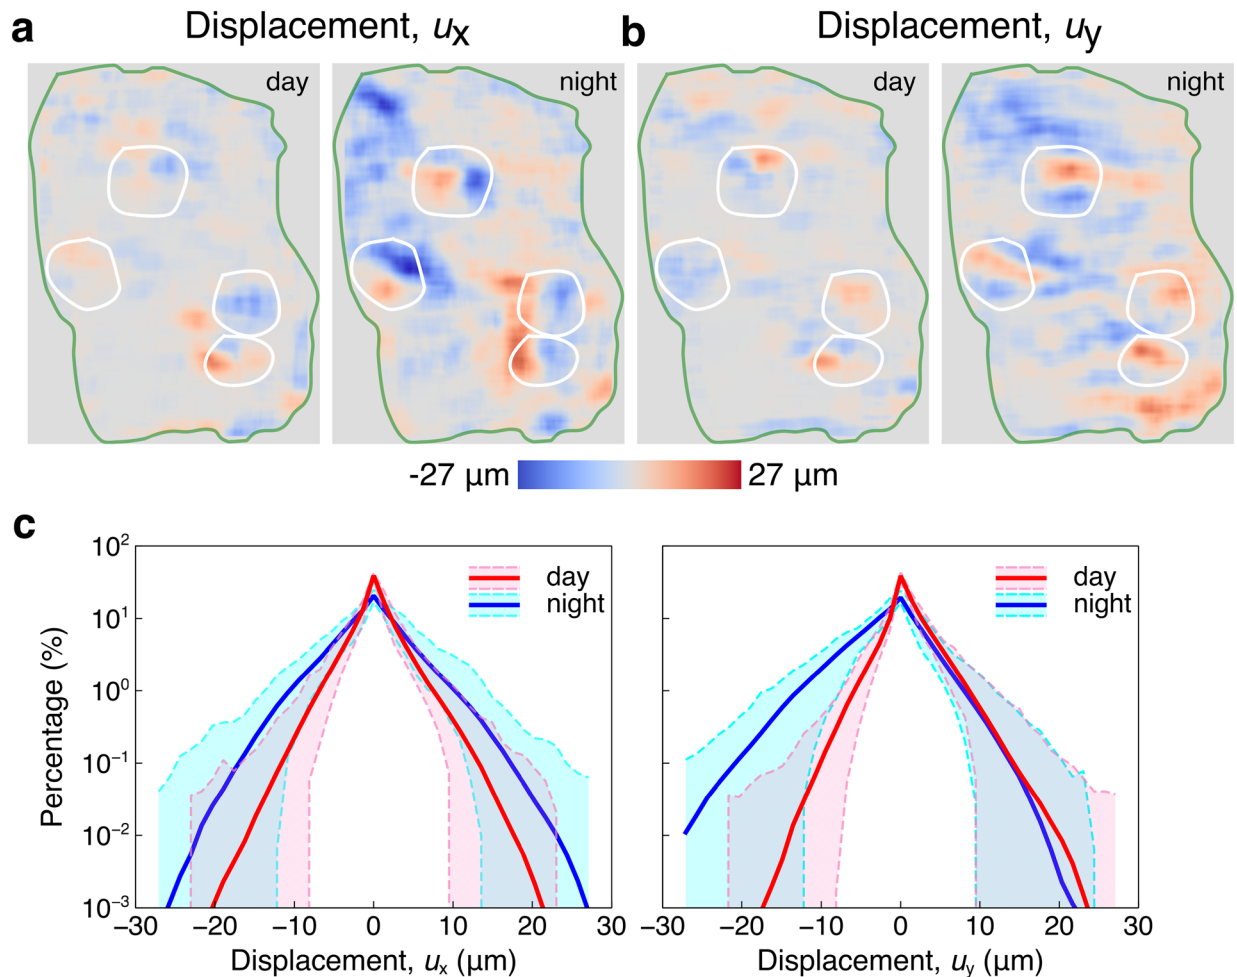 a Displacement, uₓ b Displacement, u_y
day night day night
-27 μm 27 μm
c
10² day day
10¹ night night
10⁰
10⁻¹
10⁻²
10⁻³
Percentage (%)
−30 −20 −10 0 10 20 30 −30 −20 −10 0 10 20 30
Displacement, uₓ (μm) Displacement, u_y (μm)